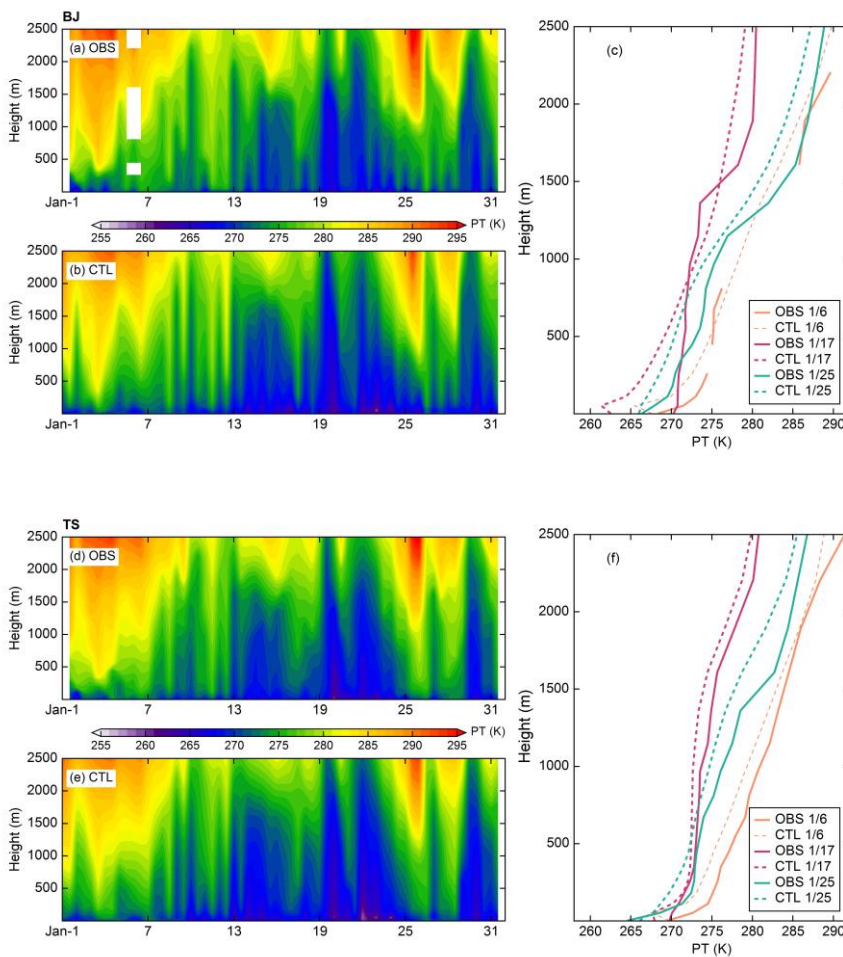 BJ
(a) OBS
Height (m)
2500
2000
1500
1000
500
Jan-1 7 13 19 25 31
255 260 265 270 275 280 285 290 295
PT (K)
(b) CTL
Height (m)
2500
2000
1500
1000
500
Jan-1 7 13 19 25 31
(c)
Height (m)
2500
2000
1500
1000
500
OBS 1/6
CTL 1/6
OBS 1/17
CTL 1/17
OBS 1/25
CTL 1/25
260 265 270 275 280 285 290
PT (K)
TS
(d) OBS
Height (m)
2500
2000
1500
1000
500
Jan-1 7 13 19 25 31
255 260 265 270 275 280 285 290 295
PT (K)
(e) CTL
Height (m)
2500
2000
1500
1000
500
Jan-1 7 13 19 25 31
(f)
Height (m)
2500
2000
1500
1000
500
OBS 1/6
CTL 1/6
OBS 1/17
CTL 1/17
OBS 1/25
CTL 1/25
260 265 270 275 280 285 290
PT (K)